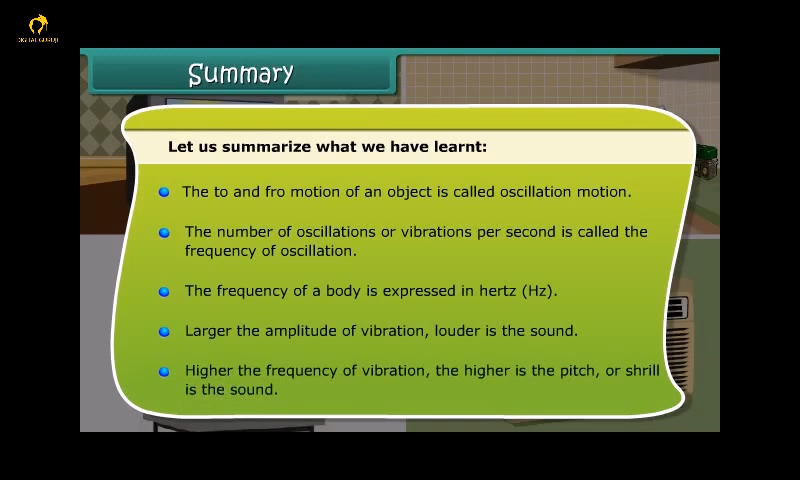 DIGITAL GURUJI
Summary
Let us summarize what we have learnt:
The to and fro motion of an object is called oscillation motion.
The number of oscillations or vibrations per second is called the
frequency of oscillation.
The frequency of a body is expressed in hertz (Hz).
Larger the amplitude of vibration, louder is the sound.
Higher the frequency of vibration, the higher is the pitch, or shrill
is the sound.